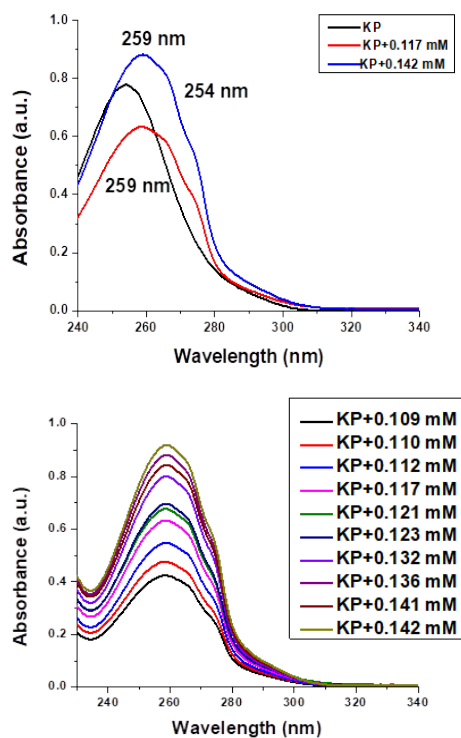 KP
KP+0.117 mM
KP+0.142 mM
259 nm
254 nm
259 nm
Absorbance (a.u.)
1.0
0.8
0.6
0.4
0.2
0.0
240 260 280 300 320 340
Wavelength (nm)
KP+0.109 mM
KP+0.110 mM
KP+0.112 mM
KP+0.117 mM
KP+0.121 mM
KP+0.123 mM
KP+0.132 mM
KP+0.136 mM
KP+0.141 mM
KP+0.142 mM
Absorbance (a.u.)
1.0
0.8
0.6
0.4
0.2
0.0
240 260 280 300 320 340
Wavelength (nm)